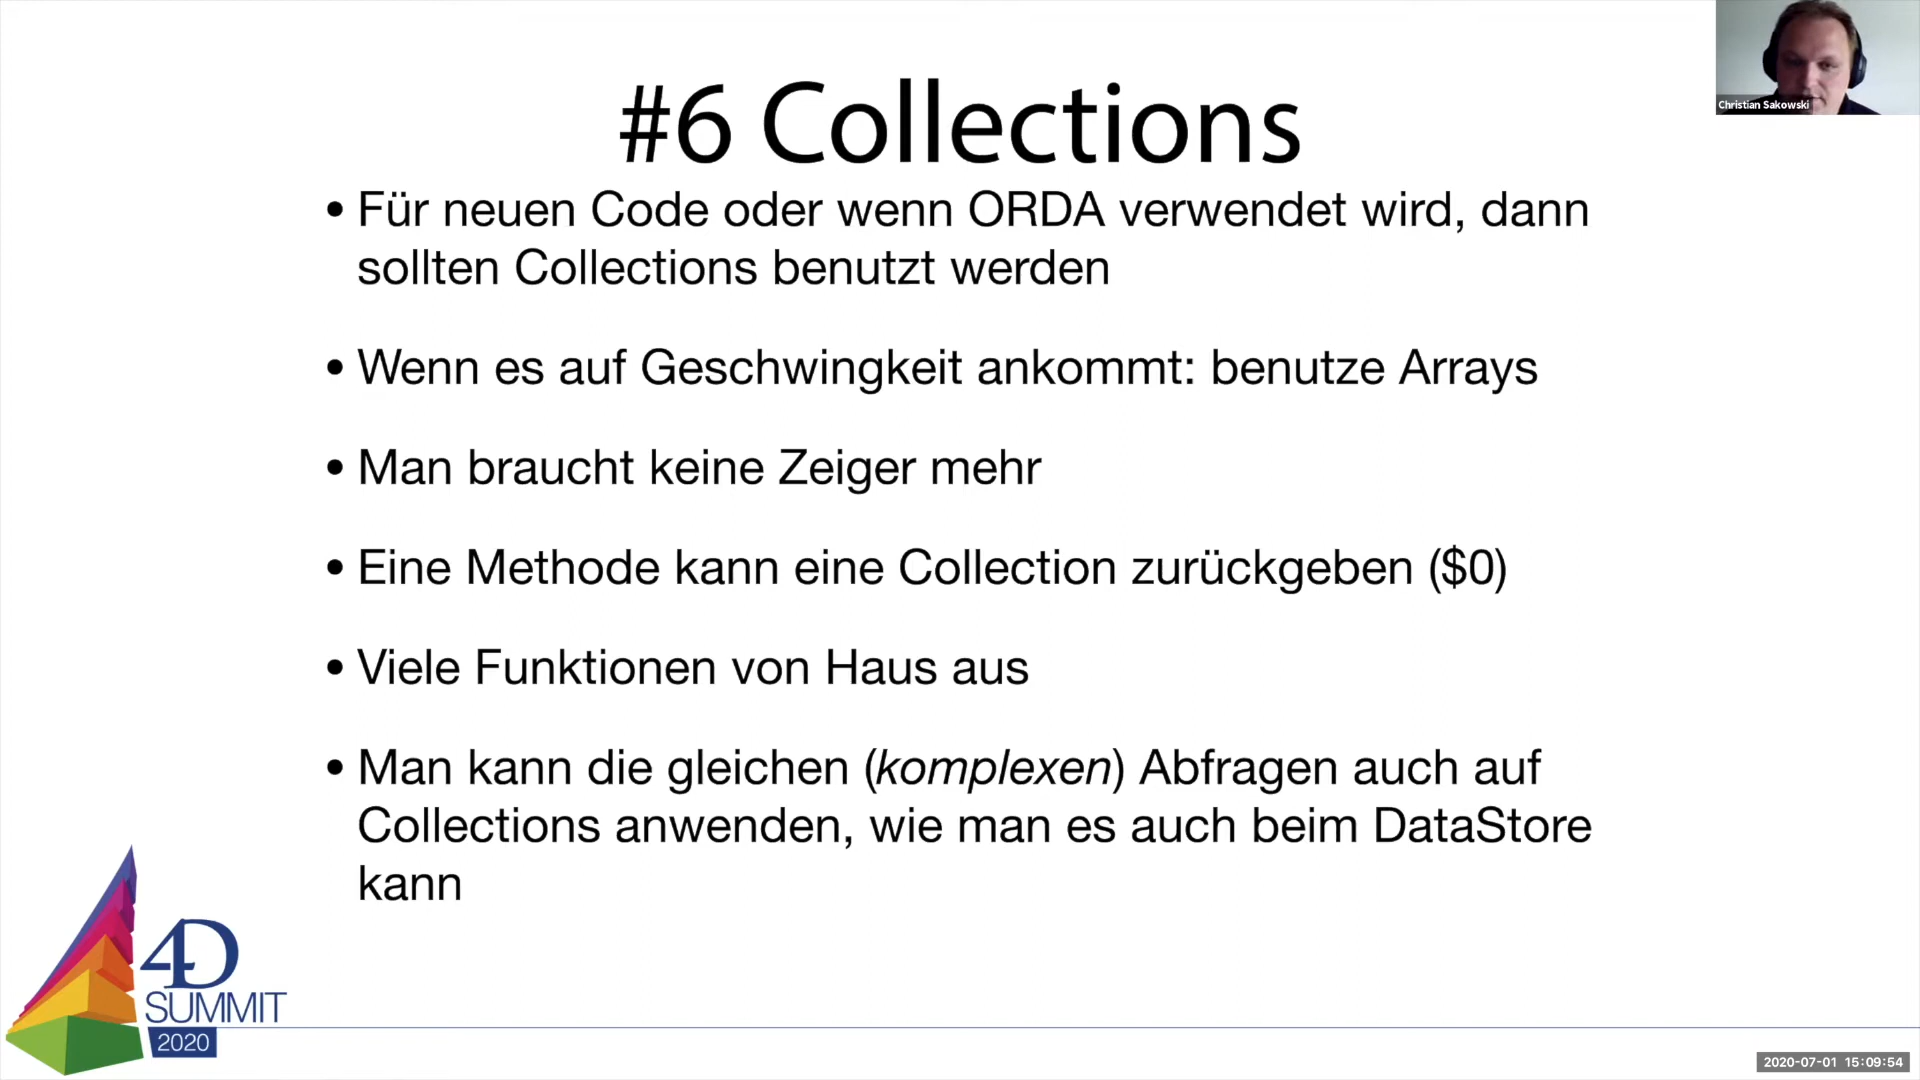 #6 Collections
• Für neuen Code oder wenn ORDA verwendet wird, dann
sollten Collections benutzt werden
• Wenn es auf Geschwingkeit ankommt: benutze Arrays
• Man braucht keine Zeiger mehr
• Eine Methode kann eine Collection zurückgeben ($0)
• Viele Funktionen von Haus aus
• Man kann die gleichen (komplexen) Abfragen auch auf
Collections anwenden, wie man es auch beim DataStore
kann
Christian Sakowski
4D
SUMMIT
2020
2020-07-01 15:09:54